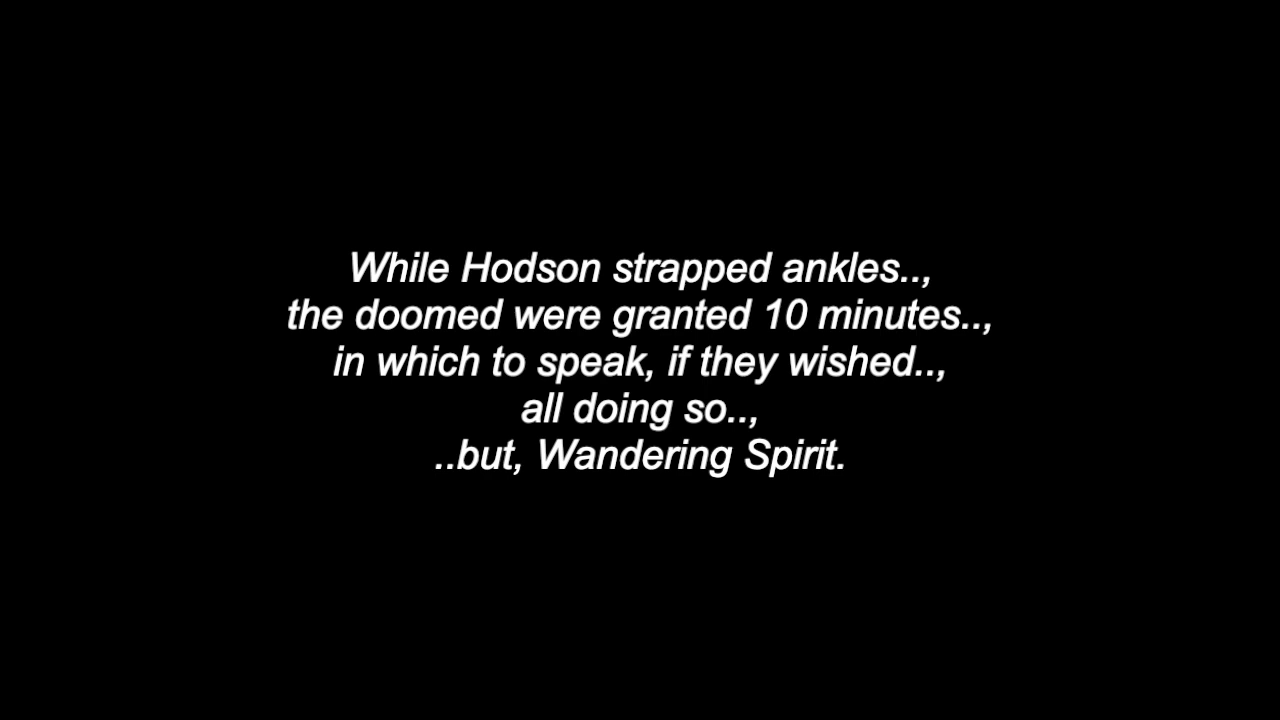 While Hodson strapped ankles..,
the doomed were granted 10 minutes..,
in which to speak, if they wished..,
all doing so..,
..but, Wandering Spirit.